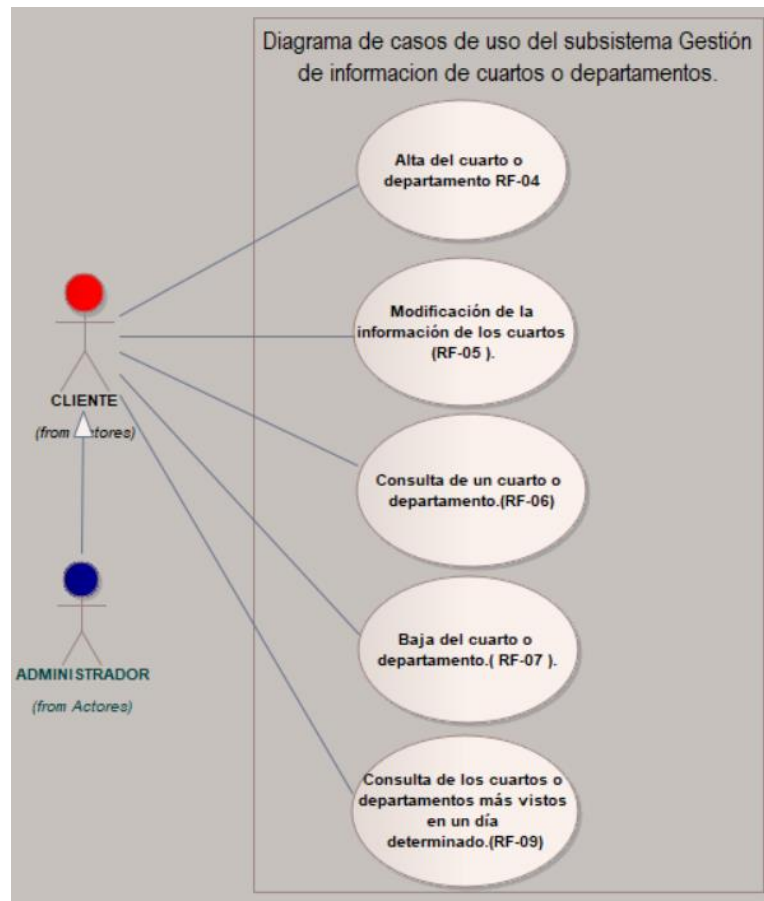 Diagrama de casos de uso del subsistema Gestión
de informacion de cuartos o departamentos.
Alta del cuarto o
departamento RF-04
Modificación de la
información de los cuartos
(RF-05 ).
CLIENTE
(from Actores)
Consulta de un cuarto o
departamento.(RF-06)
Baja del cuarto o
departamento.( RF-07 ).
ADMINISTRADOR
(from Actores)
Consulta de los cuartos o
departamentos más vistos
en un día
determinado.(RF-09)